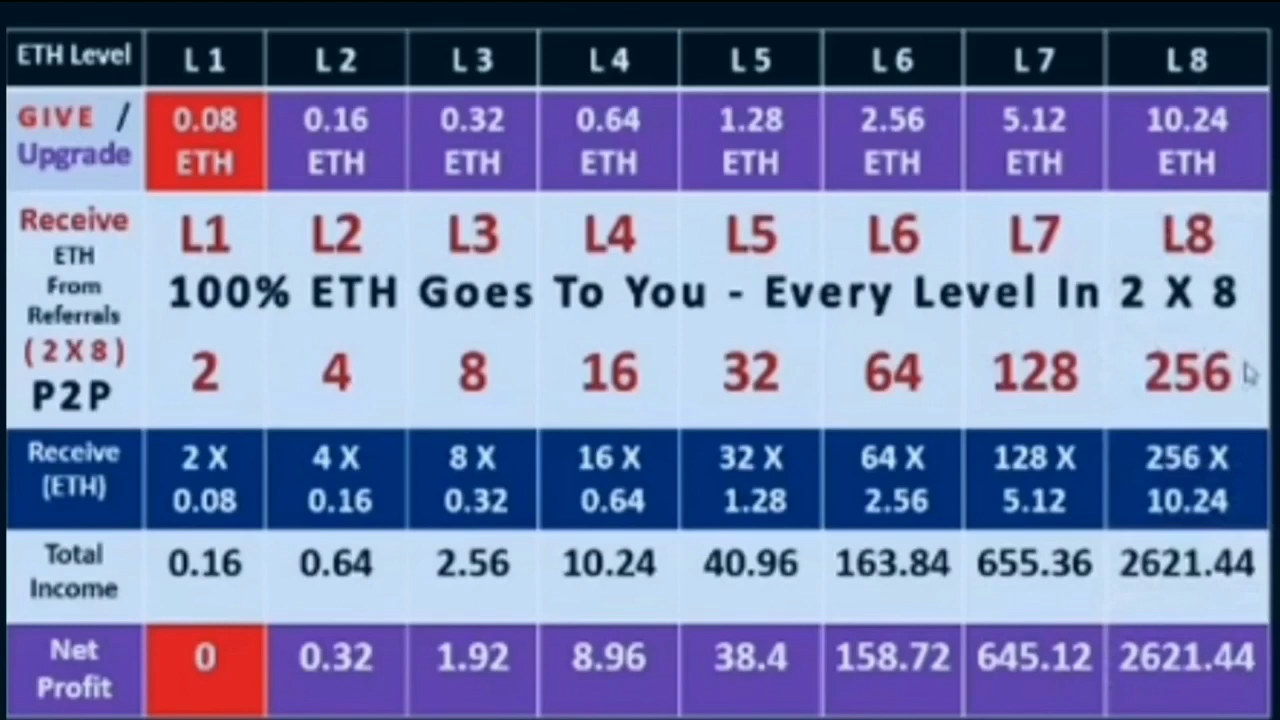 ETH Level L 1 L 2 L 3 L 4 L 5 L 6 L 7 L 8
GIVE / 0.08 0.16 0.32 0.64 1.28 2.56 5.12 10.24
Upgrade ETH ETH ETH ETH ETH ETH ETH ETH
Receive L1 L2 L3 L4 L5 L6 L7 L8
ETH
From 100% ETH Goes To You - Every Level In 2 X 8
Referrals
( 2 X 8 ) 2 4 8 16 32 64 128 256
P2P
Receive 2 X 4 X 8 X 16 X 32 X 64 X 128 X 256 X
(ETH) 0.08 0.16 0.32 0.64 1.28 2.56 5.12 10.24
Total 0.16 0.64 2.56 10.24 40.96 163.84 655.36 2621.44
Income
Net 0 0.32 1.92 8.96 38.4 158.72 645.12 2621.44
Profit